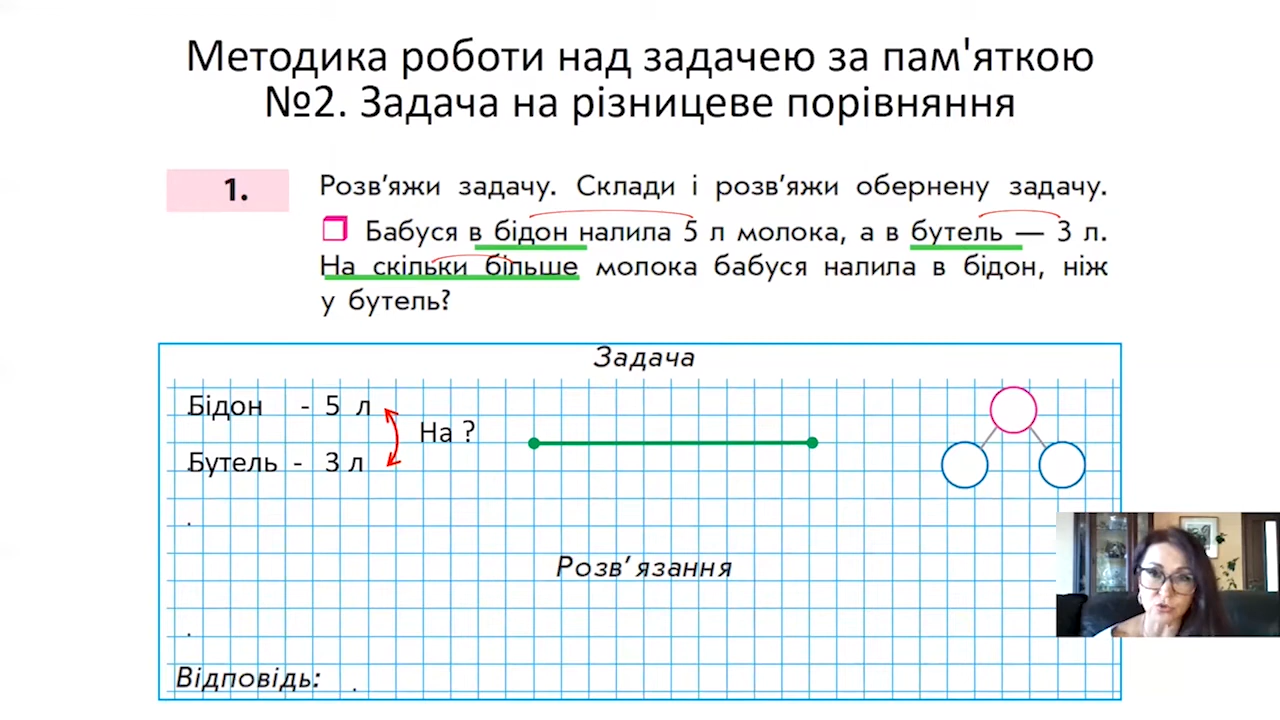 Методика роботи над задачею за пам'яткою
№2. Задача на різницеве порівняння
1.
Розв’яжи задачу. Склади і розв’яжи обернену задачу.
Бабуся в бідон налила 5 л молока, а в бутель — 3 л.
На скільки більше молока бабуся налила в бідон, ніж
у бутель?
Задача
Бідон - 5 л
На ?
Бутель - 3 л
Розв’язання
Відповідь: .